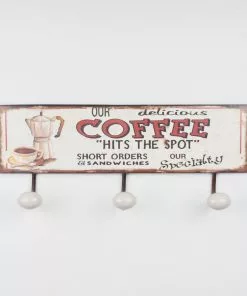 OUR delicious
COFFEE
"HITS THE SPOT"
SHORT ORDERS OUR
& SANDWICHES Specialty